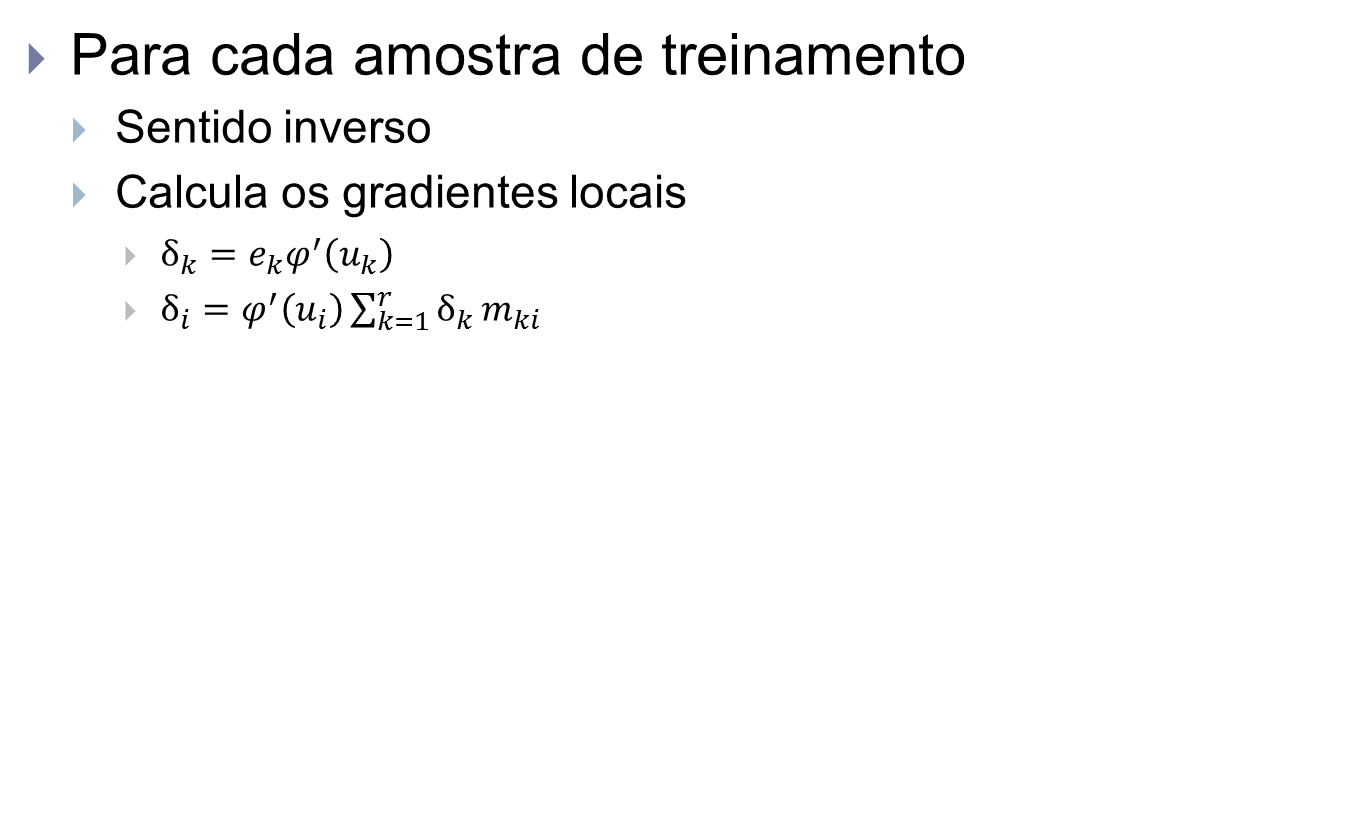 Para cada amostra de treinamento
Sentido inverso
Calcula os gradientes locais
δ_k = e_k φ′(u_k)
δ_i = φ′(u_i) ∑_{k=1}^{r} δ_k m_{ki}